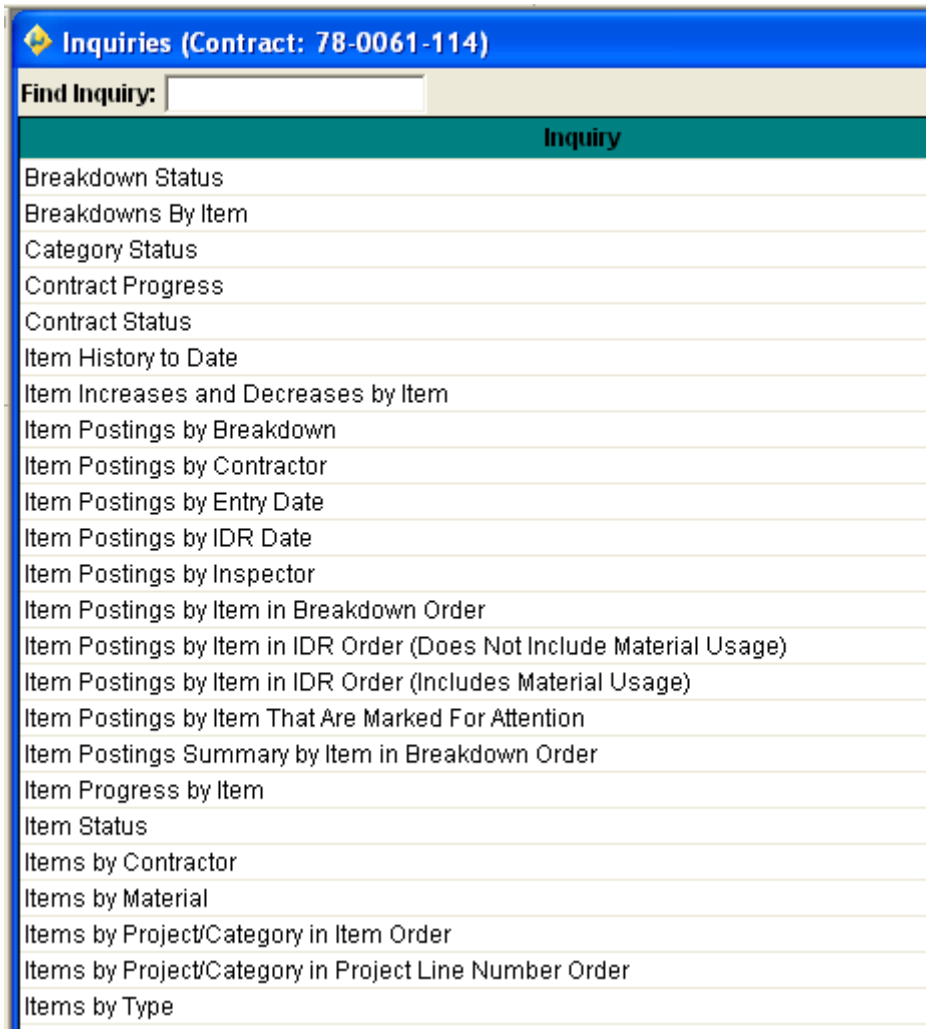 Inquiries (Contract: 78-0061-114)
Find Inquiry:
Inquiry
Breakdown Status
Breakdowns By Item
Category Status
Contract Progress
Contract Status
Item History to Date
Item Increases and Decreases by Item
Item Postings by Breakdown
Item Postings by Contractor
Item Postings by Entry Date
Item Postings by IDR Date
Item Postings by Inspector
Item Postings by Item in Breakdown Order
Item Postings by Item in IDR Order (Does Not Include Material Usage)
Item Postings by Item in IDR Order (Includes Material Usage)
Item Postings by Item That Are Marked For Attention
Item Postings Summary by Item in Breakdown Order
Item Progress by Item
Item Status
Items by Contractor
Items by Material
Items by Project/Category in Item Order
Items by Project/Category in Project Line Number Order
Items by Type